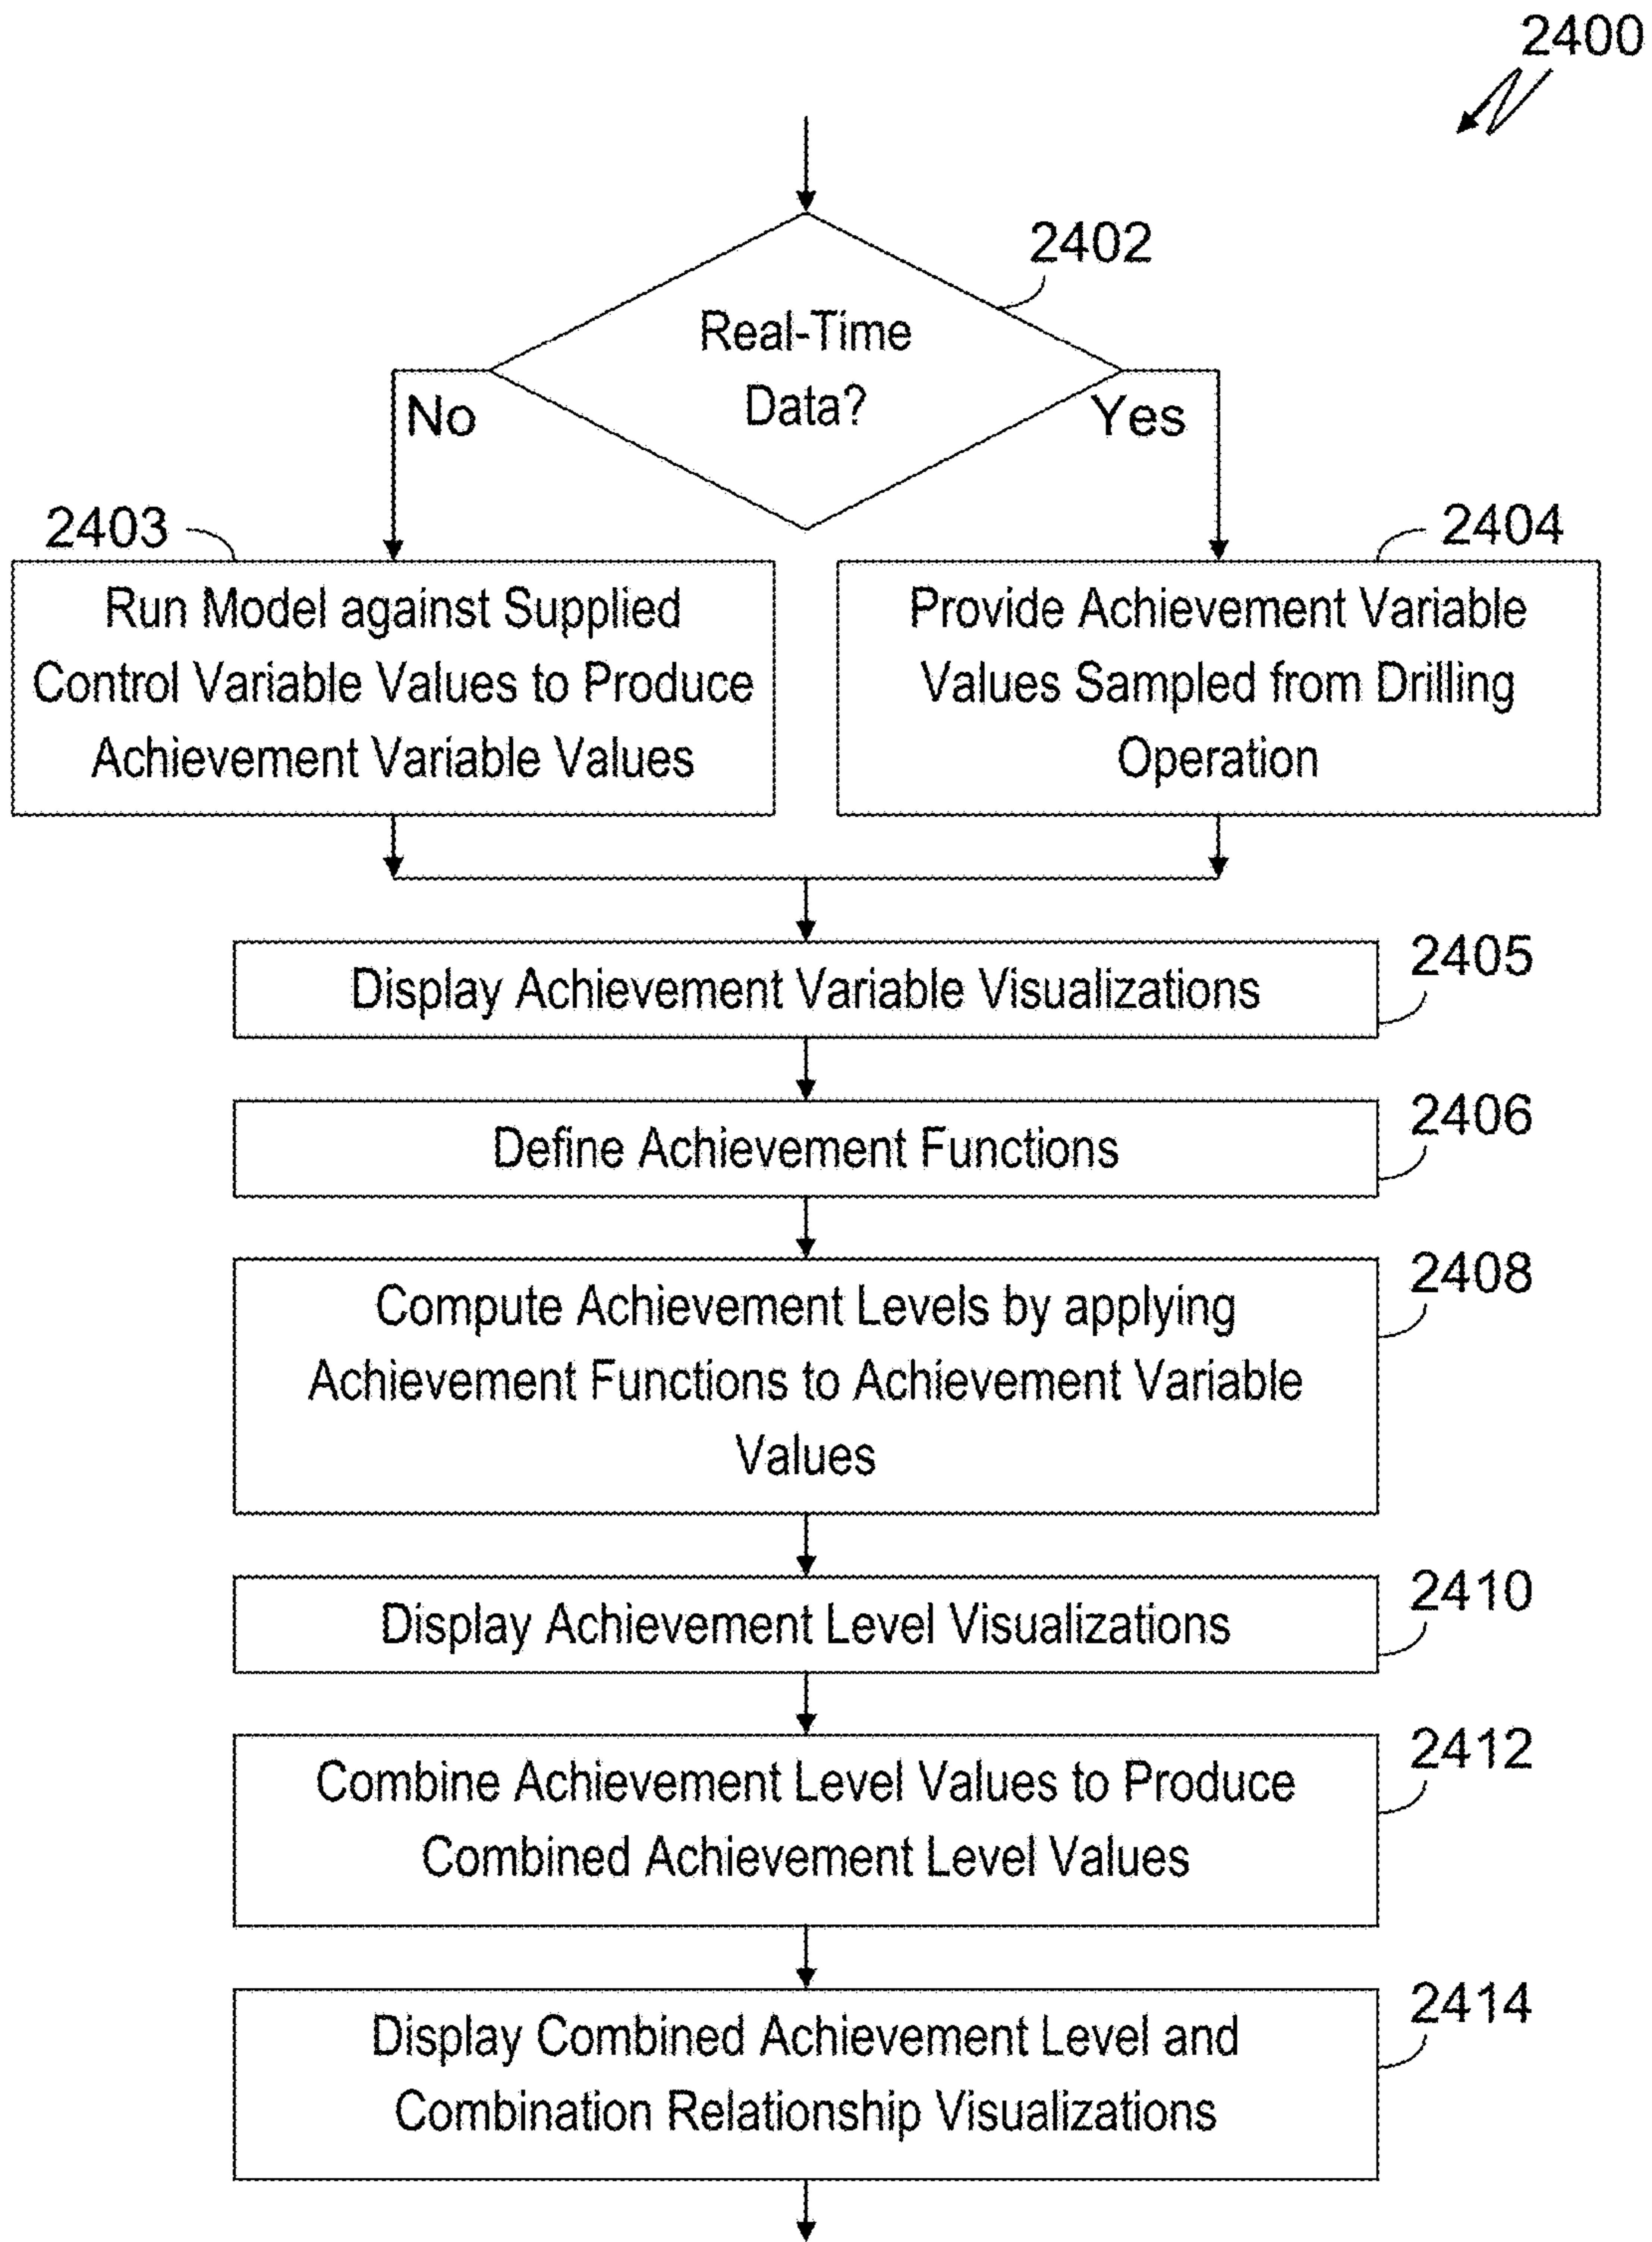 2400
2402
Real-Time
Data?
No
Yes
2403
2404
Run Model against Supplied
Control Variable Values to Produce
Achievement Variable Values
Provide Achievement Variable
Values Sampled from Drilling
Operation
2405
Display Achievement Variable Visualizations
2406
Define Achievement Functions
2408
Compute Achievement Levels by applying
Achievement Functions to Achievement Variable
Values
2410
Display Achievement Level Visualizations
2412
Combine Achievement Level Values to Produce
Combined Achievement Level Values
2414
Display Combined Achievement Level and
Combination Relationship Visualizations